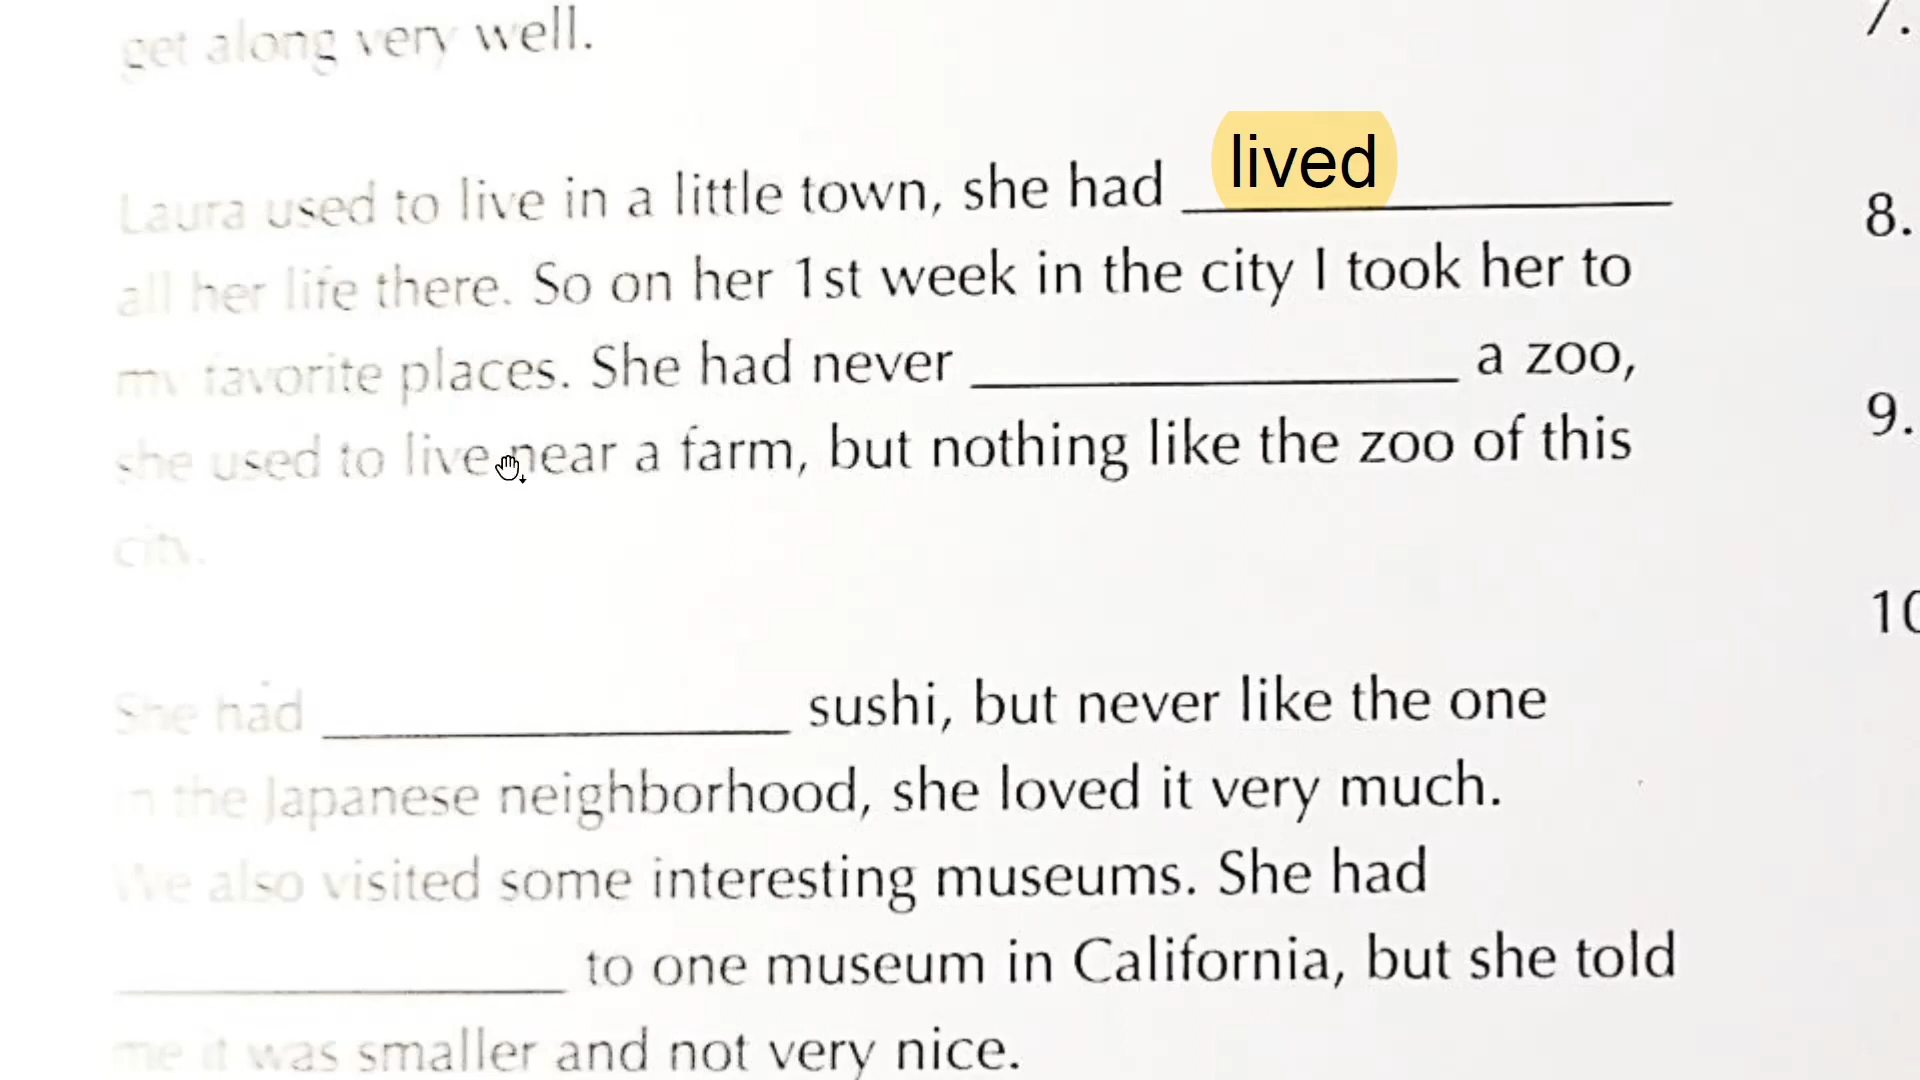 get along very well.
7.
Laura used to live in a little town, she had lived
8.
all her life there. So on her 1st week in the city I took her to
my favorite places. She had never ____________ a zoo,
9.
she used to live near a farm, but nothing like the zoo of this
city.
10
She had ____________ sushi, but never like the one
in the Japanese neighborhood, she loved it very much.
We also visited some interesting museums. She had
____________ to one museum in California, but she told
me it was smaller and not very nice.